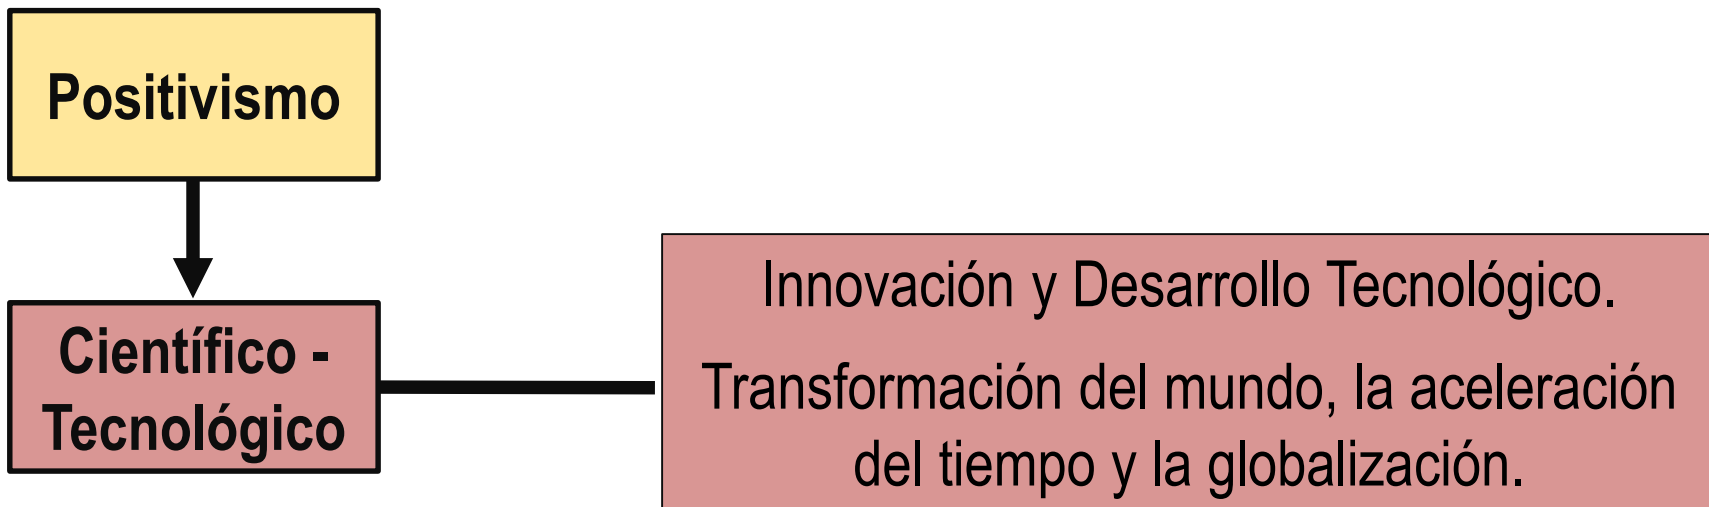 Positivismo
Científico -
Tecnológico
Innovación y Desarrollo Tecnológico.
Transformación del mundo, la aceleración
del tiempo y la globalización.